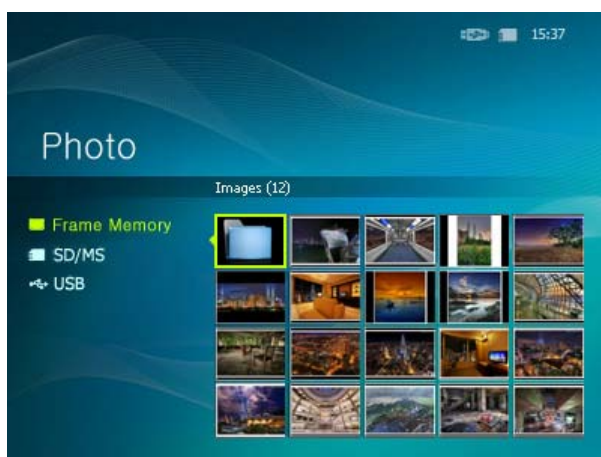 15:37
Photo
Images (12)
Frame Memory
SD/MS
USB